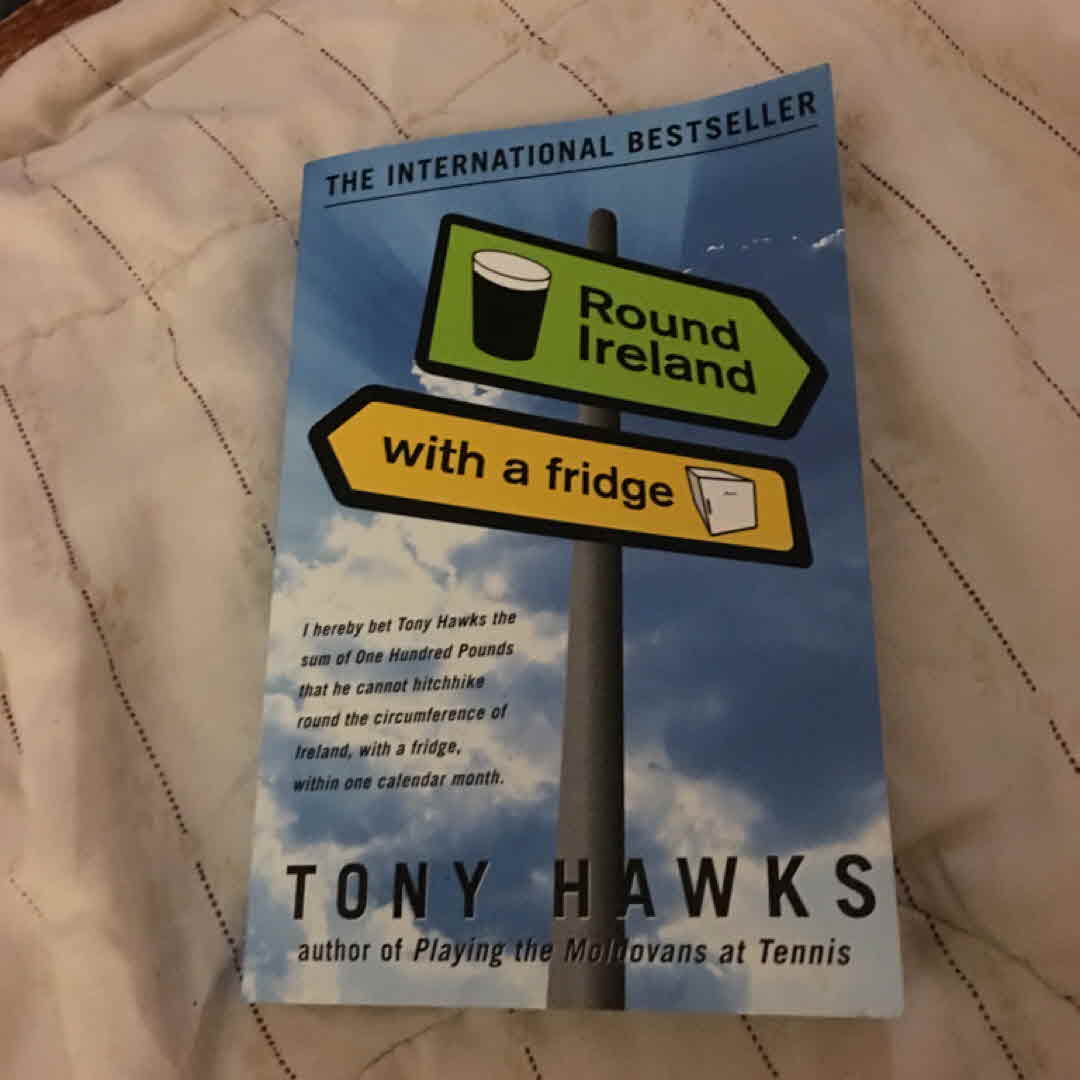 THE INTERNATIONAL BESTSELLER
Round
Ireland
with a fridge
I hereby bet Tony Hawks the
sum of One Hundred Pounds
that he cannot hitchhike
round the circumference of
Ireland, with a fridge,
within one calendar month.
TONY HAWKS
author of Playing the Moldovans at Tennis